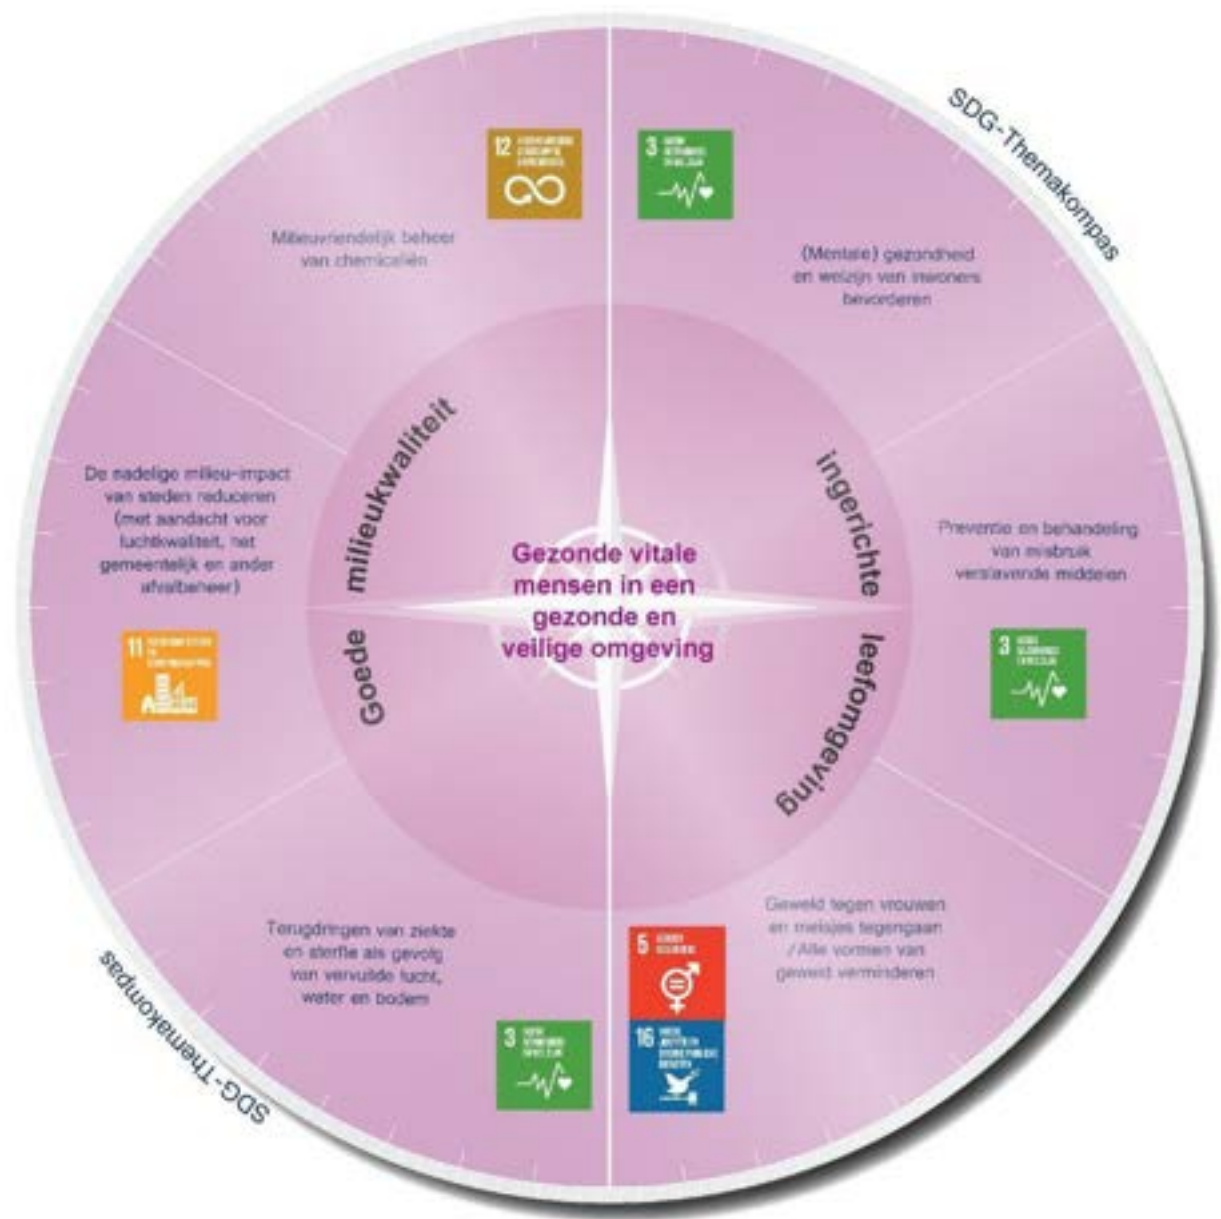 SDG-Themakompas
12
3
(Mentale) gezondheid
en welzijn van inwoners
bevorderen
Milieuvriendelijk beheer
van chemicaliën
milieukwaliteit
Goede
ingerichte
leefomgeving
De nadelige milieu-impact
van steden reduceren
(met aandacht voor
luchtkwaliteit, het
gemeentelijk en ander
afvalbeheer)
11
Gezonde vitale
mensen in een
gezonde en
veilige omgeving
Preventie en behandeling
van misbruik
verslavende middelen
3
Terugdringen van ziekte
en sterfte als gevolg
van vervuilde lucht,
water en bodem
3
Geweld tegen vrouwen
en meisjes tegengaan
/Alle vormen van
geweld verminderen
5
16
SDG-Themakompas